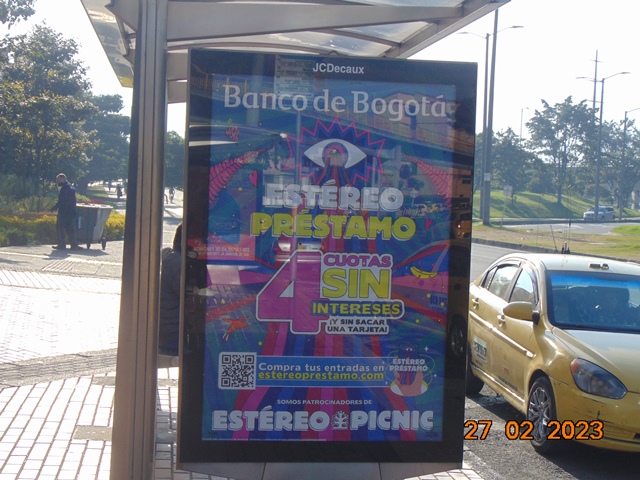 JCDecaux
Banco de Bogotá
ESTÉREO
PRÉSTAMO
4 CUOTAS
SIN
INTERESES
¡Y SIN SACAR
UNA TARJETA!
Compra tus entradas en
estereoprestamo.com
ESTÉREO
PRÉSTAMO
SOMOS PATROCINADORES DE
ESTÉREO PICNIC
27 02 2023